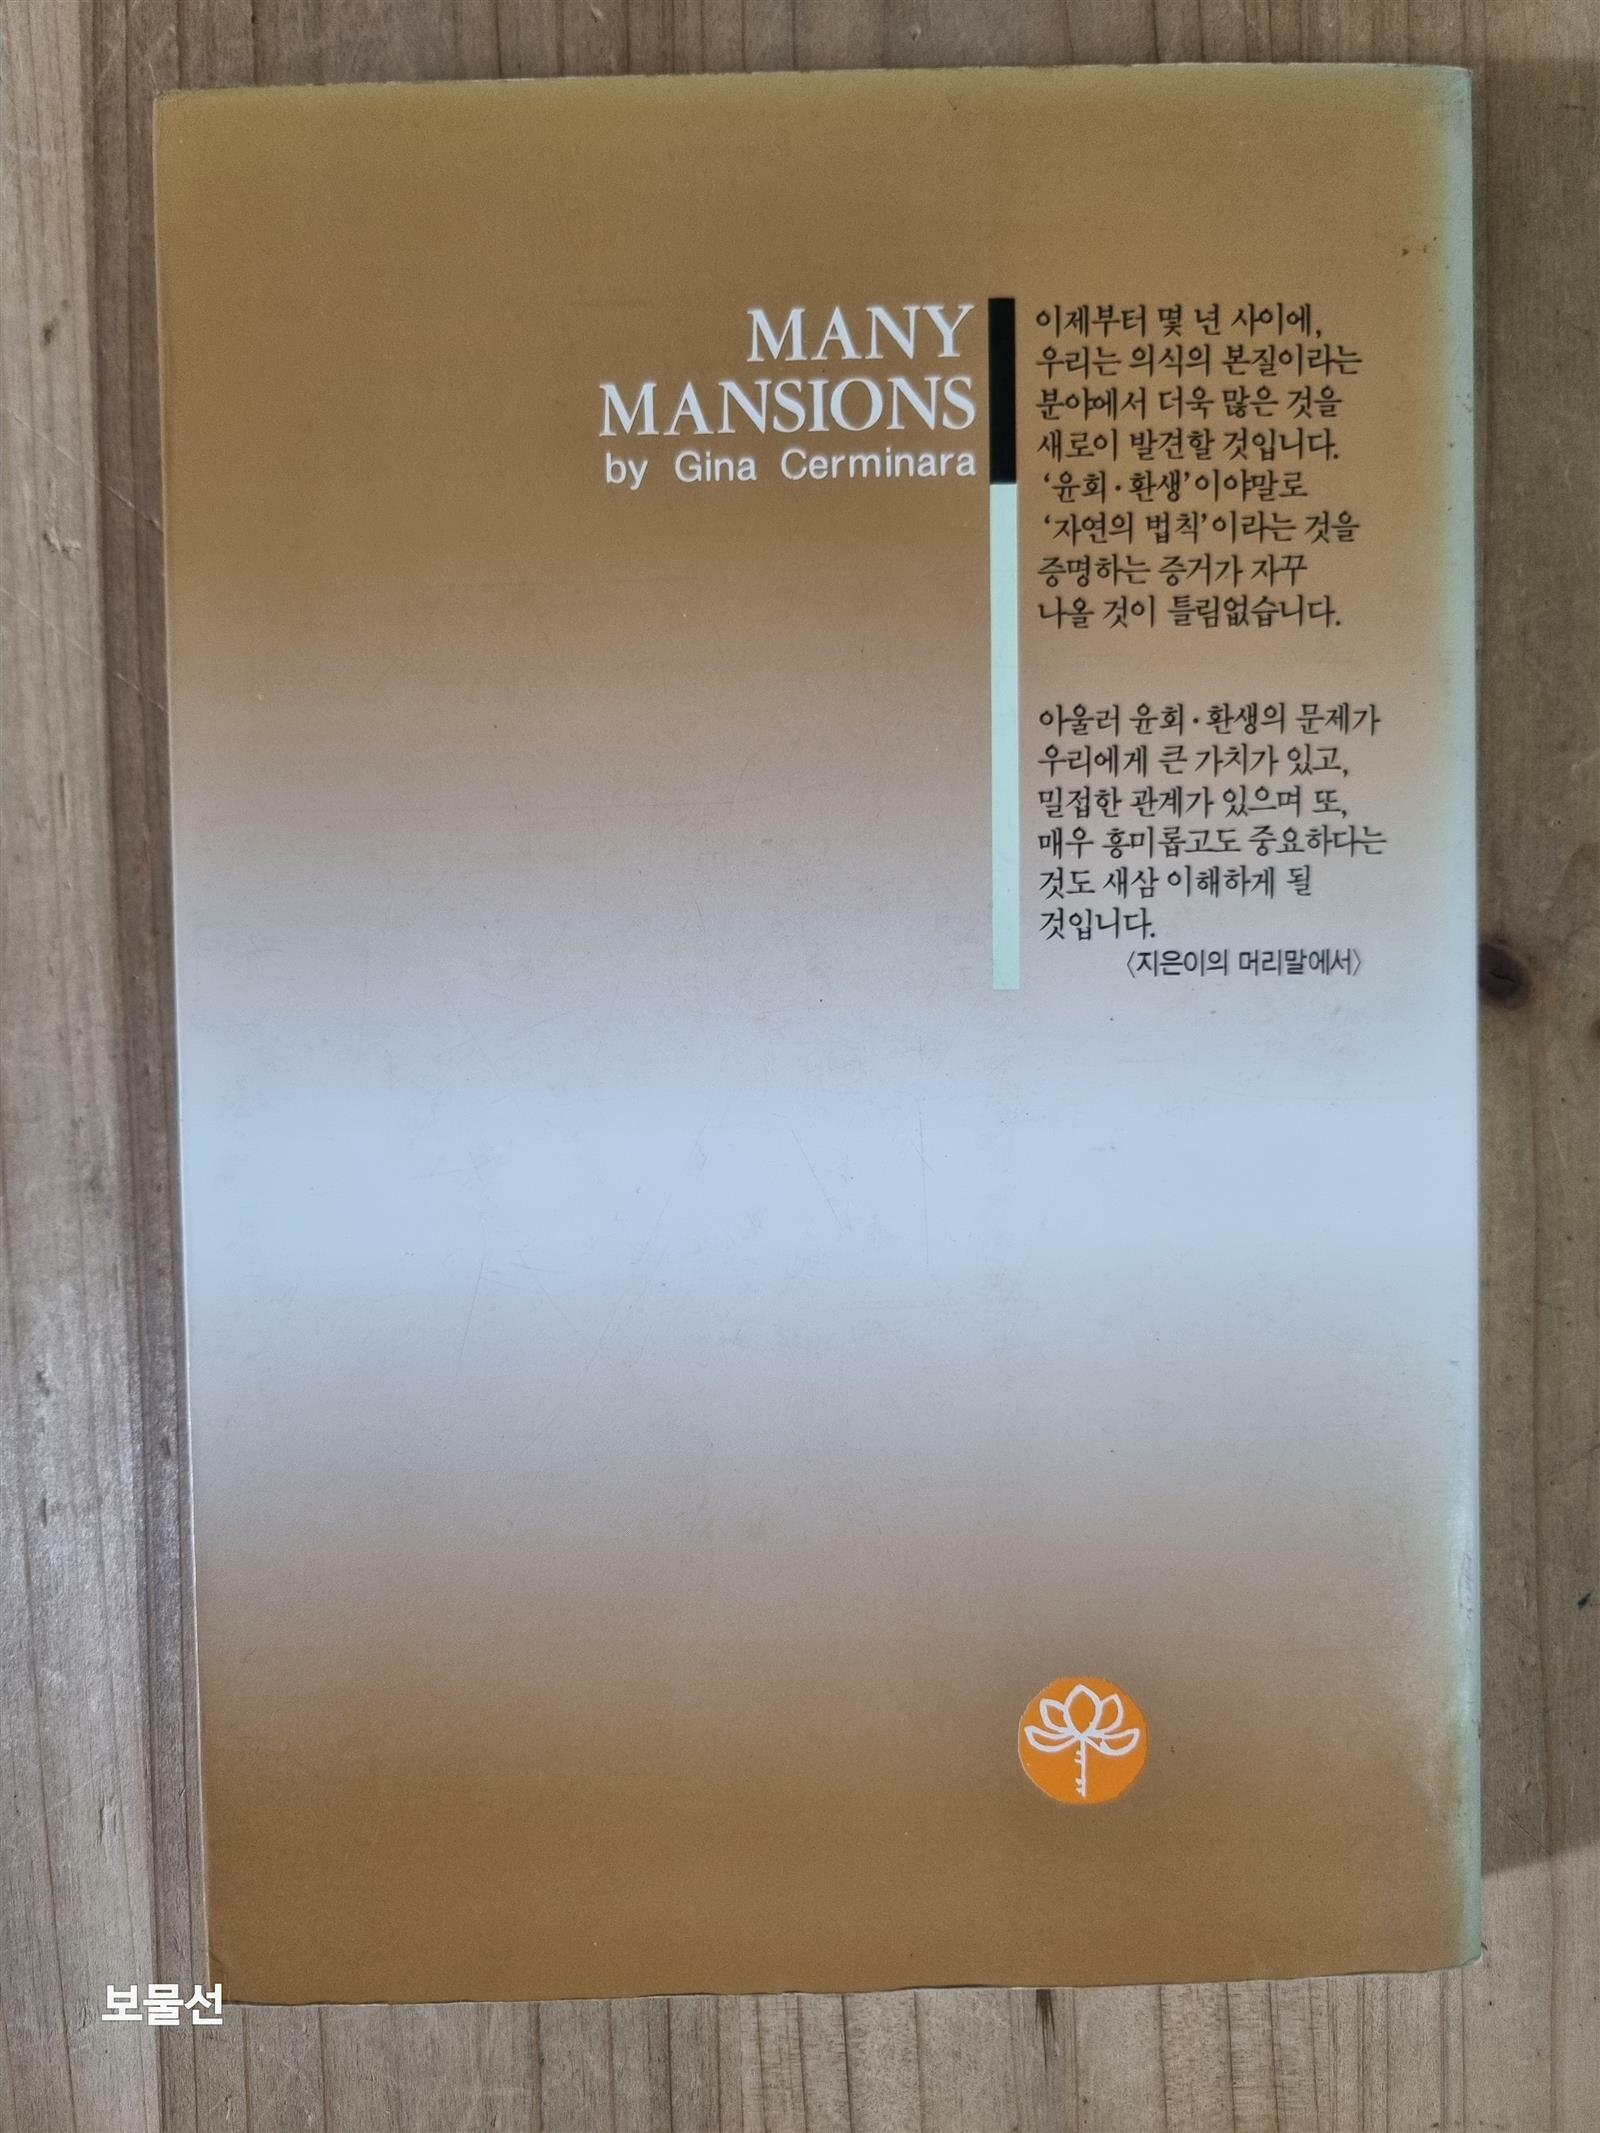 MANY
MANSIONS
by Gina Cerminara
이제부터 몇 년 사이에,
우리는 의식의 본질이라는
분야에서 더욱 많은 것을
새로이 발견할 것입니다.
‘윤회·환생’이야말로
‘자연의 법칙’이라는 것을
증명하는 증거가 자꾸
나올 것이 틀림없습니다.
아울러 윤회·환생의 문제가
우리에게 큰 가치가 있고,
밀접한 관계가 있으며 또,
매우 흥미롭고도 중요하다는
것도 새삼 이해하게 될
것입니다.
〈지은이의 머리말에서〉
보물선